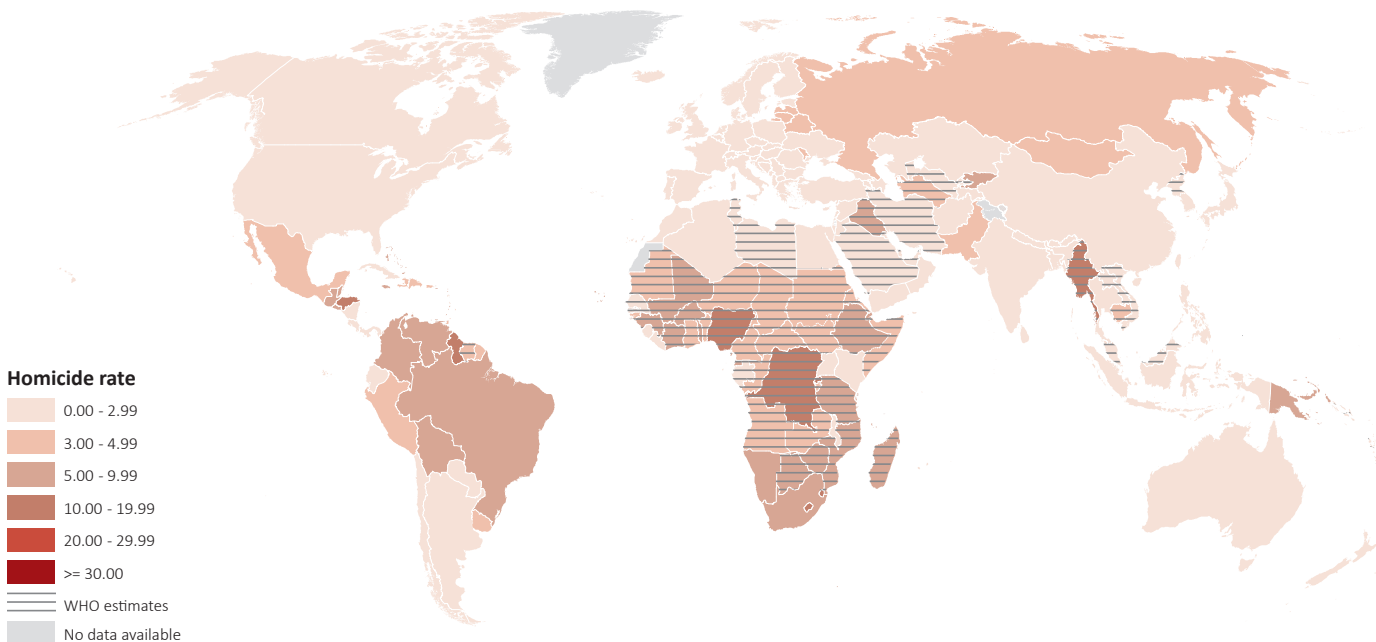 Homicide rate
0.00 - 2.99
3.00 - 4.99
5.00 - 9.99
10.00 - 19.99
20.00 - 29.99
>= 30.00
WHO estimates
No data available